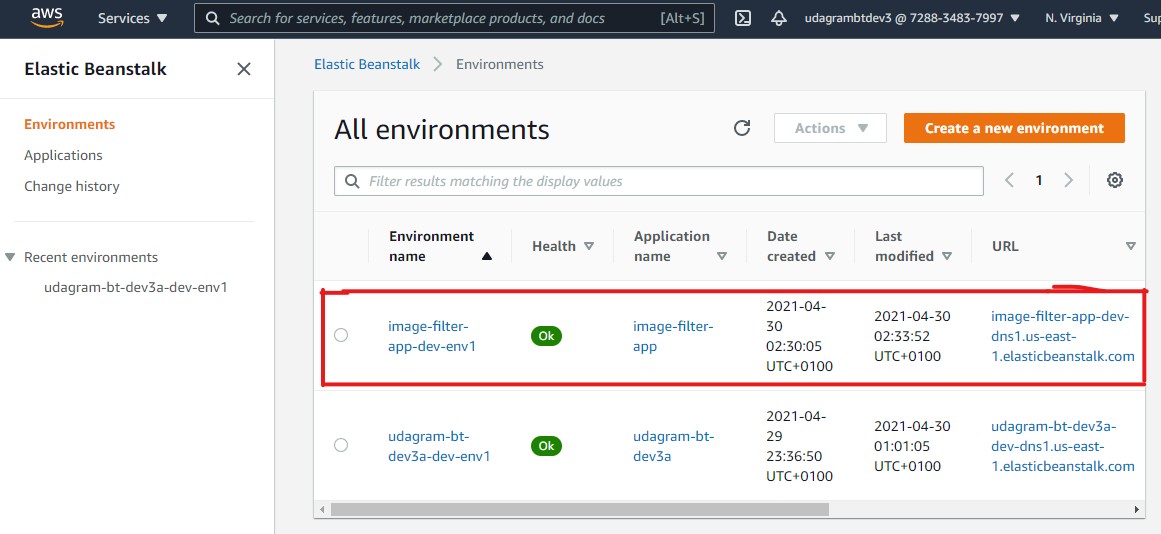 aws
Services
Search for services, features, marketplace products, and docs
[Alt+S]
udagrambtdev3 @ 7288-3483-7997
N. Virginia
Sup
Elastic Beanstalk
Environments
Applications
Change history
Recent environments
udagram-bt-dev3a-dev-env1
Elastic Beanstalk
Environments
All environments
Actions
Create a new environment
Filter results matching the display values
1
Environment
name
Health
Application
name
Date
created
Last
modified
URL
image-filter-
app-dev-env1
Ok
image-filter-
app
2021-04-
30
02:30:05
UTC+0100
2021-04-30
02:33:52
UTC+0100
image-filter-app-dev-
dns1.us-east-
1.elasticbeanstalk.com
udagram-bt-
dev3a-dev-env1
Ok
udagram-bt-
dev3a
2021-04-
29
23:36:50
UTC+0100
2021-04-30
01:01:05
UTC+0100
udagram-bt-dev3a-
dev-dns1.us-east-
1.elasticbeanstalk.com